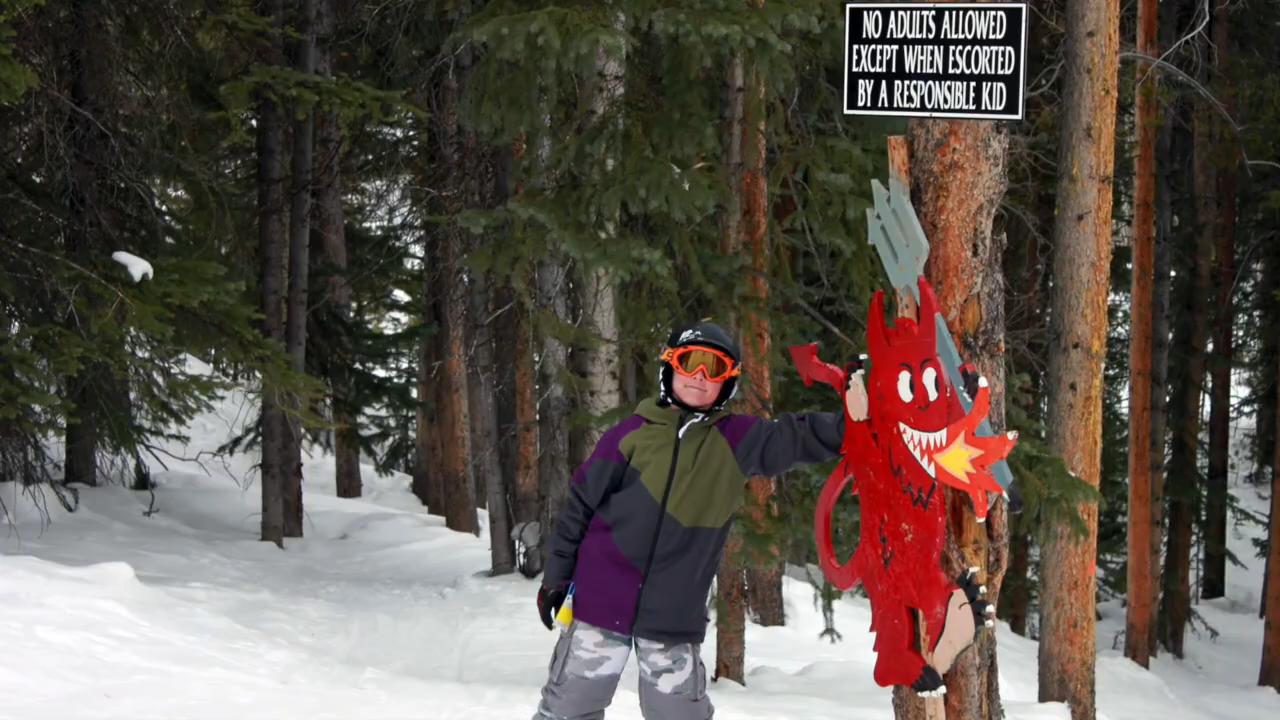 NO ADULTS ALLOWED
EXCEPT WHEN ESCORTED
BY A RESPONSIBLE KID